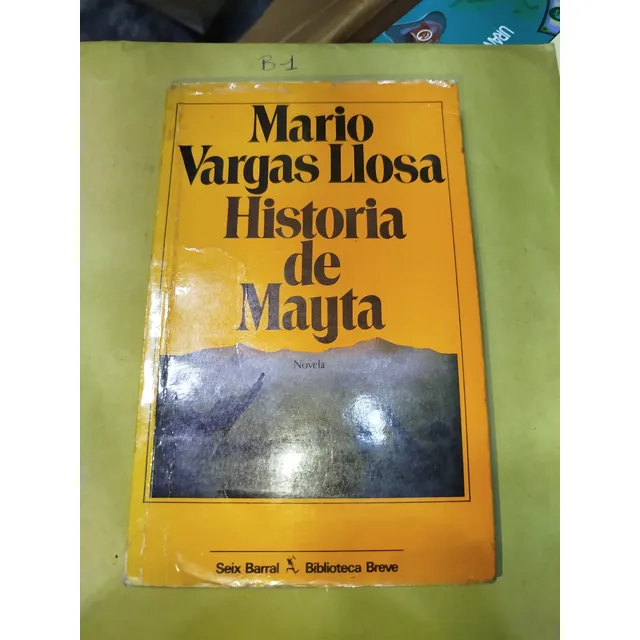 B-1
Mario
Vargas Llosa
Historia
de
Mayta
Novela
Seix Barral Biblioteca Breve